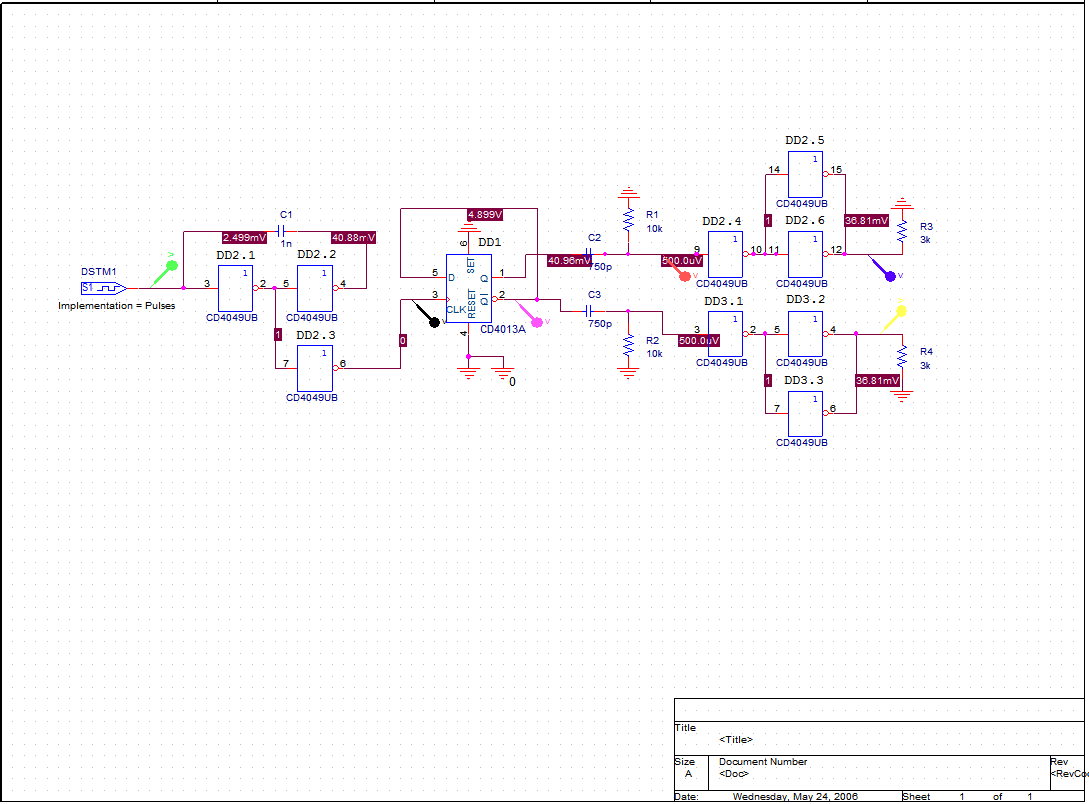 DD2.5
14
1
15
CD4049UB
C1
1n
2.499mV
40.88mV
4.899V
R1
10k
DD2.4
1
DD2.6
36.81mV
R3
3k
DSTM1
S1
V
Implementation = Pulses
DD2.1
3
1
2
CD4049UB
DD2.2
5
1
4
CD4049UB
DD1
6
SET
5
D
Q
1
3
CLK
RESET
Q
2
4
CD4013A
V
V
0
C2
40.96mV
750p
500.0uV
V
9
1
10
CD4049UB
11
1
12
CD4049UB
V
1
DD2.3
7
1
6
CD4049UB
0
C3
750p
R2
10k
DD3.1
3
500.0uV
2
CD4049UB
DD3.2
5
1
4
CD4049UB
R4
3k
1
DD3.3
36.81mV
7
1
6
CD4049UB
Title
<Title>
Size
A
Document Number
<Doc>
Rev
Date:
Wednesday, May 24, 2006
Sheet
1
of
1